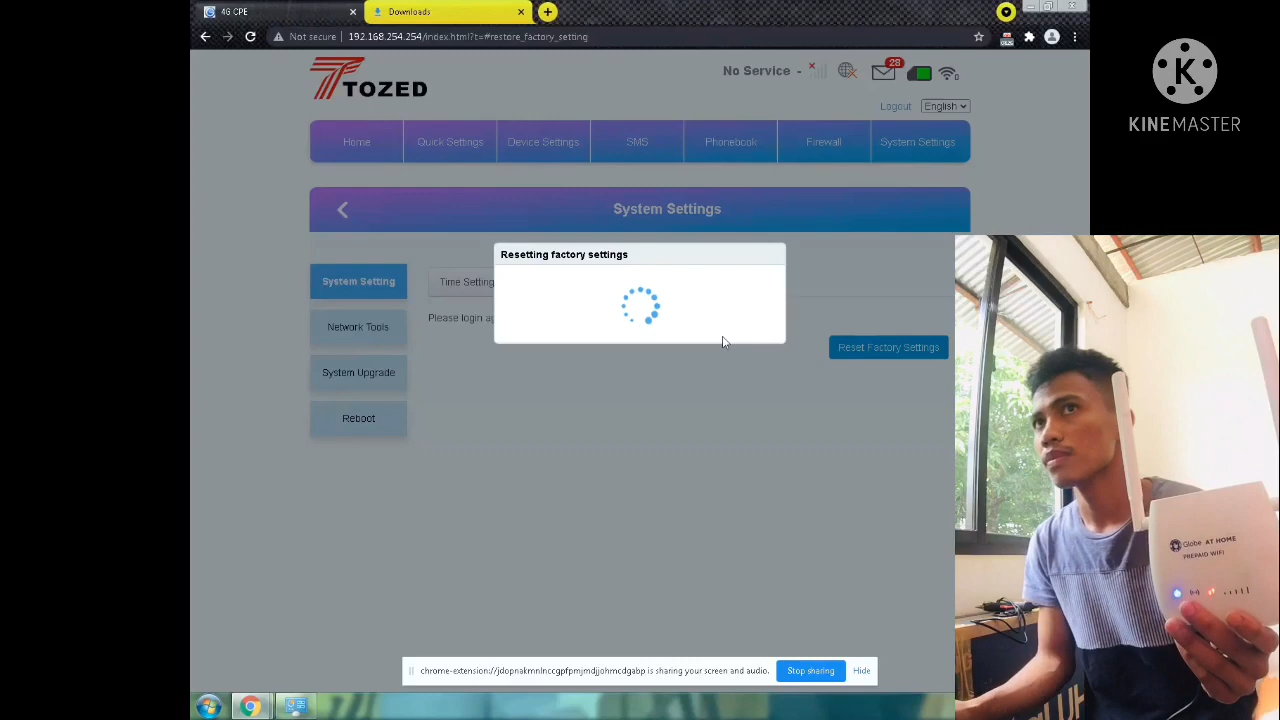 4G CPE
Downloads
Not secure
192.168.254.254/index.html?t=#restore_factory_setting
TOZED
No Service -
28
0
Logout
English
Home
Quick Settings
Device Settings
SMS
Phonebook
Firewall
System Settings
System Settings
Resetting factory settings
System Setting
Time Setting
Please login ag
Network Tools
Reset Factory Settings
System Upgrade
Reboot
chrome-extension://jdopnakmnlnccgpfpmjmdjjohmcdgabp is sharing your screen and audio.
Stop sharing
Hide
K
KINEMASTER
Globe AT HOME
PREPAID WIFI